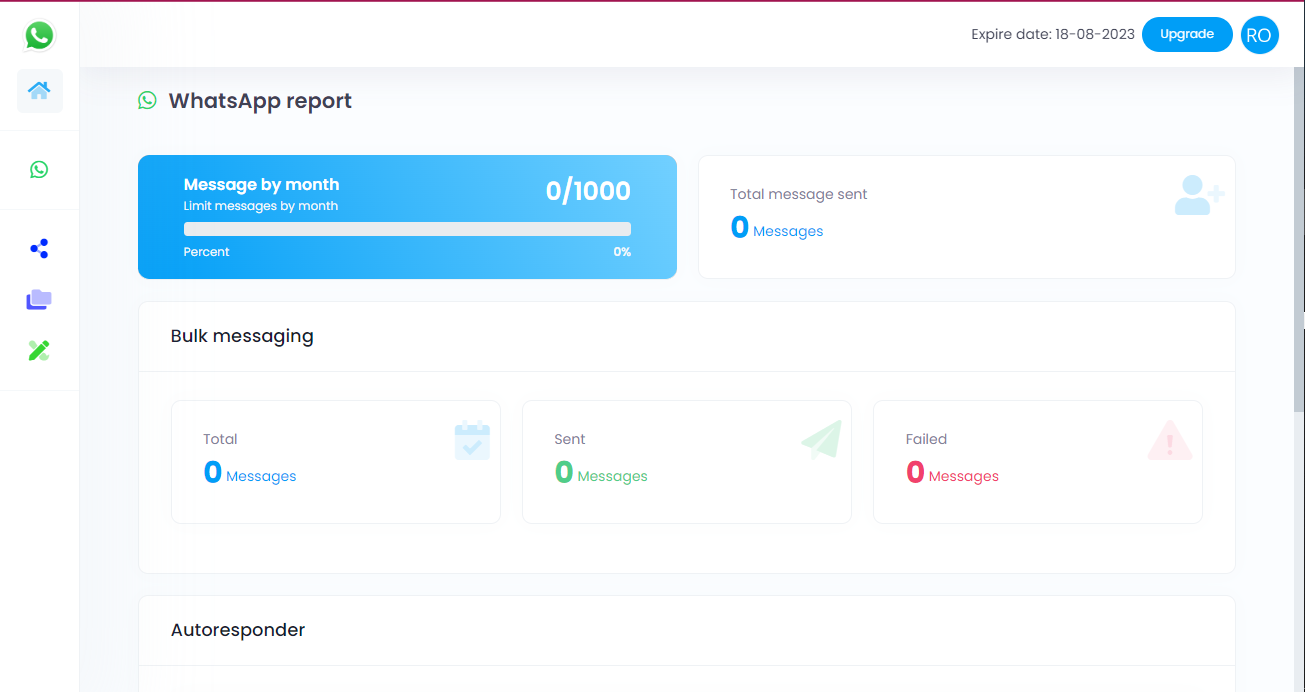 Expire date: 18-08-2023 Upgrade RO
WhatsApp report
Message by month 0/1000
Limit messages by month
Percent 0%
Total message sent
0 Messages
Bulk messaging
Total
0 Messages
Sent
0 Messages
Failed
0 Messages
Autoresponder